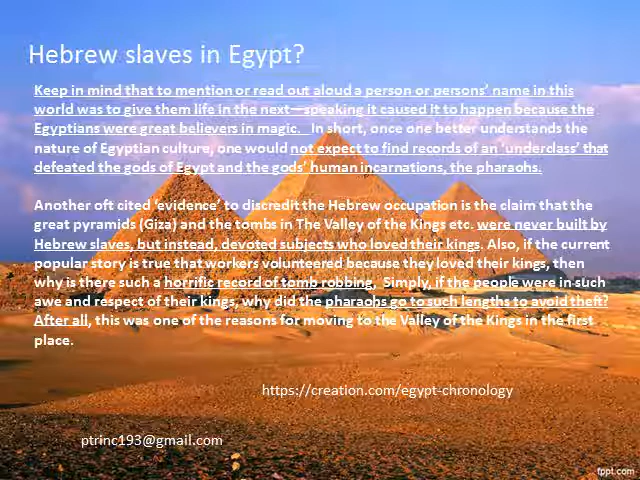 Hebrew slaves in Egypt?
Keep in mind that to mention or read out aloud a person or persons’ name in this
world was to give them life in the next—speaking it caused it to happen because the
Egyptians were great believers in magic. In short, once one better understands the
nature of Egyptian culture, one would not expect to find records of an ‘underclass’ that
defeated the gods of Egypt and the gods’ human incarnations, the pharaohs.
Another oft cited ‘evidence’ to discredit the Hebrew occupation is the claim that the
great pyramids (Giza) and the tombs in The Valley of the Kings etc. were never built by
Hebrew slaves, but instead, devoted subjects who loved their kings. Also, if the current
popular story is true that workers volunteered because they loved their kings, then
why is there such a horrific record of tomb robbing, Simply, if the people were in such
awe and respect of their kings, why did the pharaohs go to such lengths to avoid theft?
After all, this was one of the reasons for moving to the Valley of the Kings in the first
place.
https://creation.com/egypt-chronology
ptrinc193@gmail.com
fppt.com